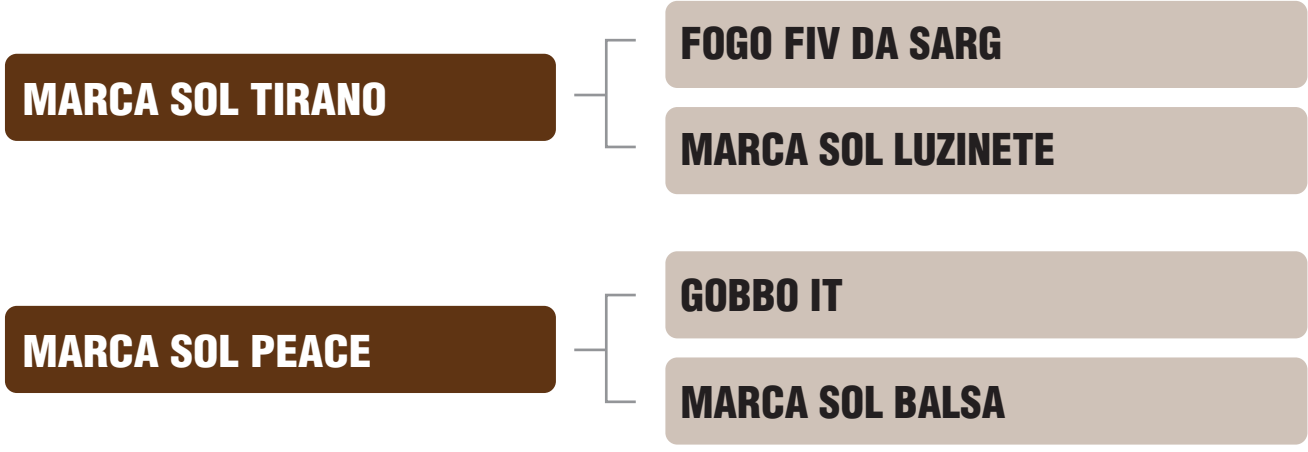 FOGO FIV DA SARG
MARCA SOL TIRANO
MARCA SOL LUZINETE
GOBBO IT
MARCA SOL PEACE
MARCA SOL BALSA